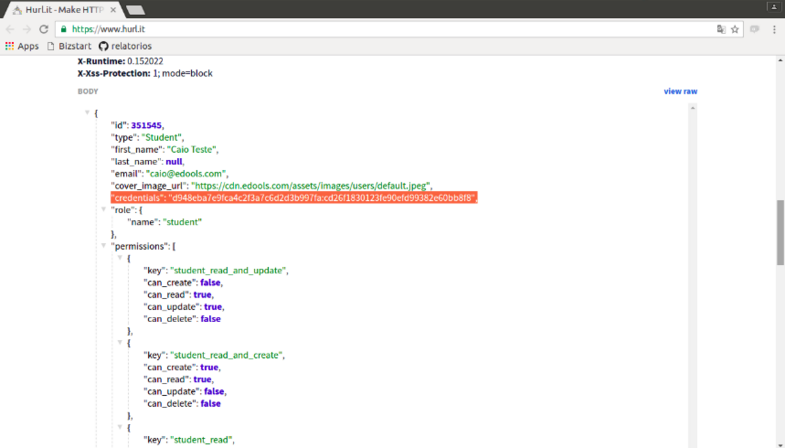 Hurl.it - Make HTTP
https://www.hurl.it
Apps Bizstart relatorios
X-Runtime: 0.152022
X-Xss-Protection: 1; mode=block
BODY view raw
{
"id": 351545,
"type": "Student",
"first_name": "Caio Teste",
"last_name": null,
"email": "caio@edools.com",
"cover_image_url": "https://cdn.edools.com/assets/images/users/default.jpeg",
"credentials": "d948eba7e9fca4c2f3a7c6d2d3b997fa:cd26f1830123fe90efd99382e60bb8f8",
"role": {
"name": "student"
},
"permissions": [
{
"key": "student_read_and_update",
"can_create": false,
"can_read": true,
"can_update": true,
"can_delete": false
},
{
"key": "student_read_and_create",
"can_create": true,
"can_read": true,
"can_update": false,
"can_delete": false
},
{
"key": "student_read",